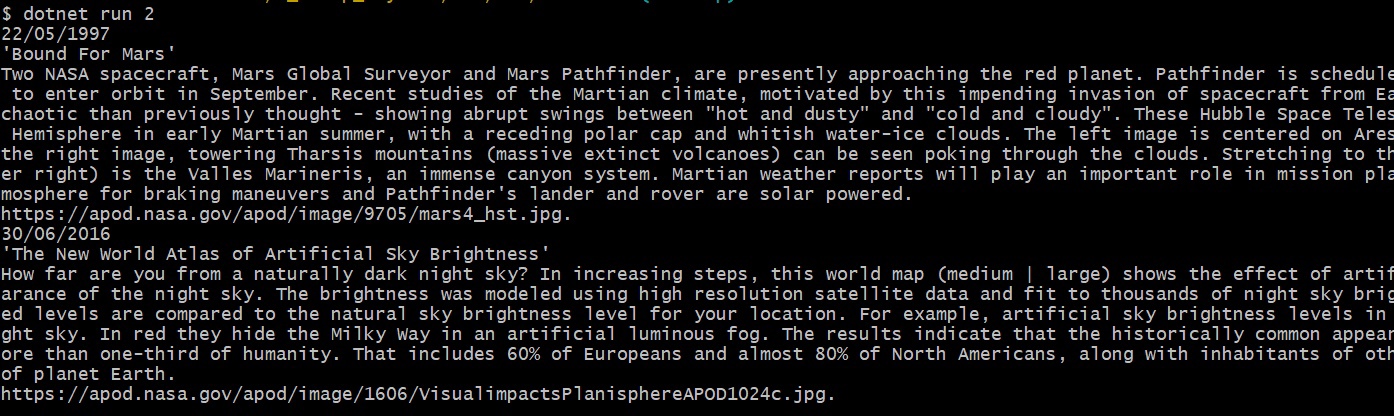 $ dotnet run 2
22/05/1997
'Bound For Mars'
Two NASA spacecraft, Mars Global Surveyor and Mars Pathfinder, are presently approaching the red planet. Pathfinder is schedule
to enter orbit in September. Recent studies of the Martian climate, motivated by this impending invasion of spacecraft from Ea
chaotic than previously thought - showing abrupt swings between "hot and dusty" and "cold and cloudy". These Hubble Space Teles
Hemisphere in early Martian summer, with a receding polar cap and whitish water-ice clouds. The left image is centered on Ares
the right image, towering Tharsis mountains (massive extinct volcanoes) can be seen poking through the clouds. Stretching to th
er right) is the Valles Marineris, an immense canyon system. Martian weather reports will play an important role in mission pla
mosphere for braking maneuvers and Pathfinder's lander and rover are solar powered.
https://apod.nasa.gov/apod/image/9705/mars4_hst.jpg.
30/06/2016
'The New World Atlas of Artificial Sky Brightness'
How far are you from a naturally dark night sky? In increasing steps, this world map (medium | large) shows the effect of artif
arance of the night sky. The brightness was modeled using high resolution satellite data and fit to thousands of night sky brig
ed levels are compared to the natural sky brightness level for your location. For example, artificial sky brightness levels in
ght sky. In red they hide the Milky Way in an artificial luminous fog. The results indicate that the historically common appear
ore than one-third of humanity. That includes 60% of Europeans and almost 80% of North Americans, along with inhabitants of oth
of planet Earth.
https://apod.nasa.gov/apod/image/1606/VisualimpactsPlanisphereAPOD1024c.jpg.